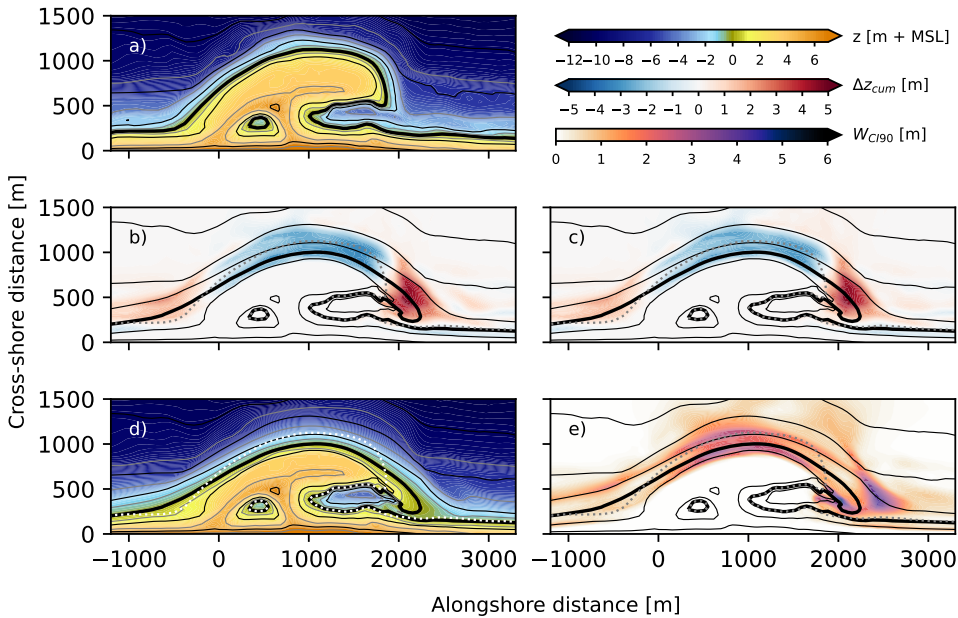 1500
1000
500
0
a)
z [m + MSL]
−12−10 −8 −6 −4 −2 0 2 4 6
Δz_cum [m]
−5 −4 −3 −2 −1 0 1 2 3 4 5
W_CI90 [m]
0 1 2 3 4 5 6
Cross-shore distance [m]
1500
1000
500
0
b)
c)
1500
1000
500
0
d)
e)
−1000 0 1000 2000 3000
−1000 0 1000 2000 3000
Alongshore distance [m]